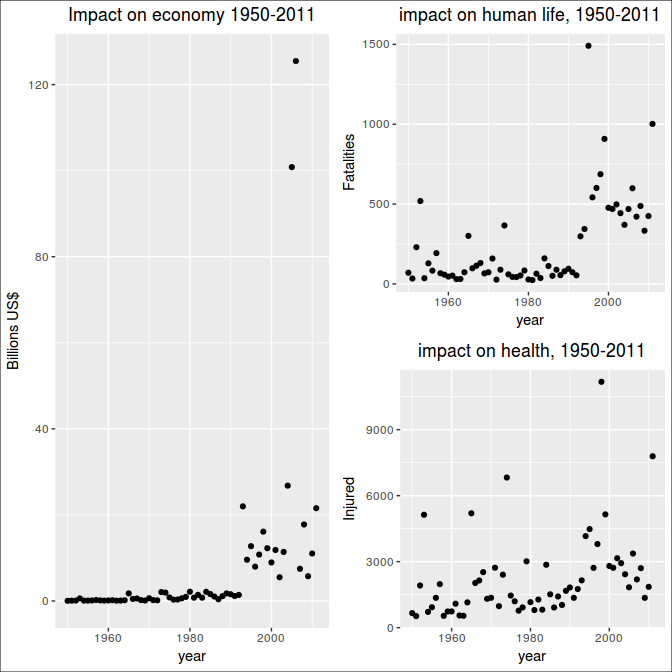 Impact on economy 1950-2011
Billions US$
120
80
40
0
1960
1980
2000
year
impact on human life, 1950-2011
Fatalities
1500
1000
500
0
1960
1980
2000
year
impact on health, 1950-2011
Injured
9000
6000
3000
0
1960
1980
2000
year